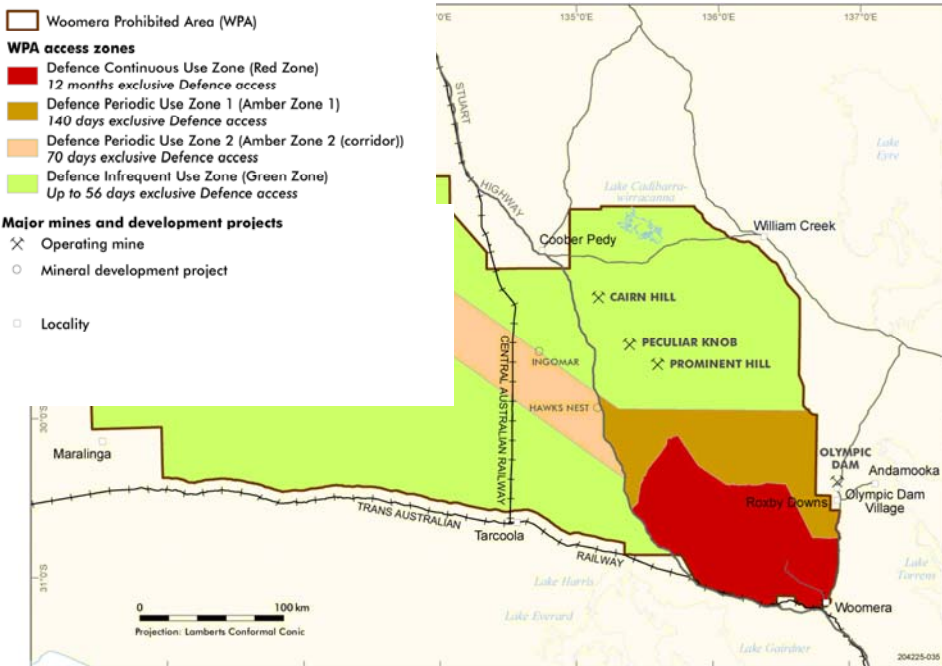 Woomera Prohibited Area (WPA)
WPA access zones
Defence Continuous Use Zone (Red Zone)
12 months exclusive Defence access
Defence Periodic Use Zone 1 (Amber Zone 1)
140 days exclusive Defence access
Defence Periodic Use Zone 2 (Amber Zone 2 (corridor))
70 days exclusive Defence access
Defence Infrequent Use Zone (Green Zone)
Up to 56 days exclusive Defence access
Major mines and development projects
Operating mine
Mineral development project
Locality
135°0'E
136°0'E
137°0'E
STUART
HIGHWAY
Lake
Eyre
Lake Cadibarra-
wirracanna
William Creek
Coober Pedy
CAIRN HILL
PECULIAR KNOB
PROMINENT HILL
INGOMAR
CENTRAL AUSTRALIAN RAILWAY
HAWKS NEST
30°0'S
Maralinga
OLYMPIC
DAM
Andamooka
Roxby Downs
Olympic Dam
Village
TRANS AUSTRALIAN
Tarcoola
RAILWAY
31°0'S
Lake Harris
Lake
Torrens
Lake Everard
Woomera
0
100 km
Projection: Lamberts Conformal Conic
Lake Gairdner
204225-035